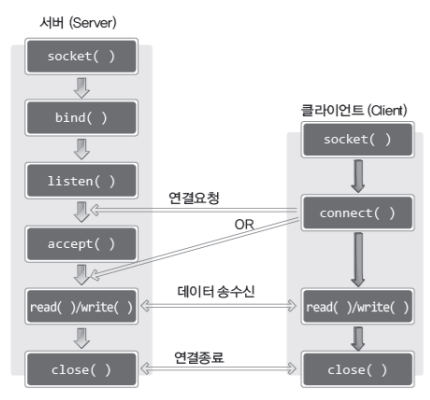 서버 (Server)
socket( )
bind( )
listen( )
accept( )
read( )/write( )
close( )
클라이언트 (Client)
socket( )
connect( )
read( )/write( )
close( )
연결요청
OR
데이터 송수신
연결종료